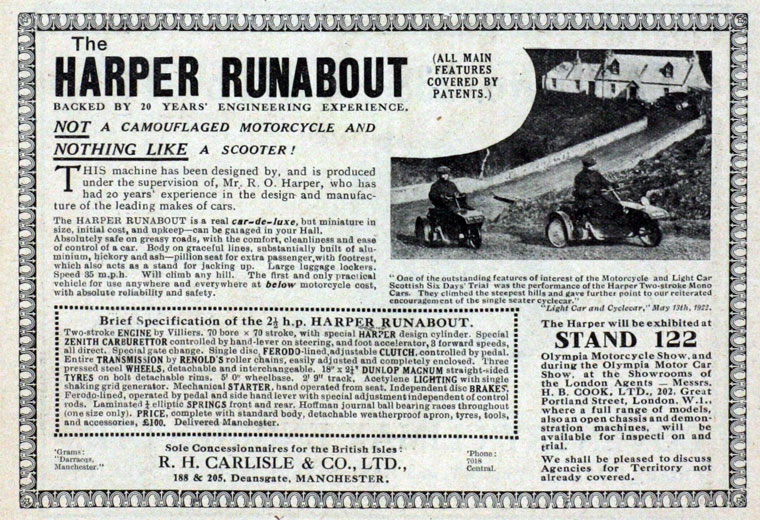 The
HARPER RUNABOUT
BACKED BY 20 YEARS' ENGINEERING EXPERIENCE.
(ALL MAIN
FEATURES
COVERED BY
PATENTS.)
NOT A CAMOUFLAGED MOTORCYCLE AND
NOTHING LIKE A SCOOTER!
THIS machine has been designed by, and is produced
under the supervision of, Mr. R. O. Harper, who has
had 20 years' experience in the design and manufac-
ture of the leading makes of cars.
The HARPER RUNABOUT is a real car-de-luxe, but miniature in
size, initial cost, and upkeep—can be garaged in your Hall.
Absolutely safe on greasy roads, with the comfort, cleanliness and ease
of control of a car. Body on graceful lines, substantially built of alu-
minium, hickory and ash—pillion seat for extra passenger, with footrest,
which also acts as a stand for jacking up. Large luggage lockers.
Speed 35 m.p.h. Will climb any hill. The first and only practical
vehicle for use anywhere and everywhere at below motorcycle cost,
with absolute reliability and safety.
"One of the outstanding features of interest of the Motorcycle and Light Car
Scottish Six Days' Trial was the performance of the Harper Two-stroke Mono
Cars. They climbed the steepest hills and gave further point to our reiterated
encouragement of the single seater cyclecar."
"Light Car and Cyclecar," May 13th, 1922.
Brief Specification of the 2½ h.p. HARPER RUNABOUT.
Two-stroke ENGINE by Villiers. 70 bore × 70 stroke, with special HARPER design cylinder. Special
ZENITH CARBURETTOR controlled by hand-lever on steering, and foot accelerator, 3 forward speeds,
all direct. Special gate change. Single disc, FERODO-lined, adjustable CLUTCH, controlled by pedal.
Entire TRANSMISSION by RENOLD'S roller chains, easily adjusted and completely enclosed. Three
pressed steel WHEELS, detachable and interchangeable. 18" x 2¼" DUNLOP MAGNUM straight-sided
TYRES on bolt detachable rims. 5' 0" wheelbase. 2' 9" track. Acetylene LIGHTING with single
shaking grid generator. Mechanical STARTER, hand operated from seat. Independent disc BRAKES,
Ferodo-lined, operated by pedal and side hand lever with special adjustment independent of control
rods. Laminated ¼ elliptic SPRINGS front and rear. Hoffman journal ball bearing races throughout
(one size only). PRICE, complete with standard body, detachable weatherproof apron, tyres, tools,
and accessories, £100. Delivered Manchester.
The Harper will be exhibited at
STAND 122
Olympia Motorcycle Show, and
during the Olympia Motor Car
Show, at the Showrooms of
the London Agents — Messrs.
H. B. COOK, LTD., 202, Great
Portland Street, London, W.1.,
where a full range of models,
also an open chassis and demon-
stration machines, will be
available for inspecti on and
trial.
We shall be pleased to discuss
Agencies for Territory not
already covered.
'Grams:
"Darracus,
Manchester."
Sole Concessionnaires for the British Isles:
R. H. CARLISLE & CO., LTD.,
188 & 205, Deansgate, MANCHESTER.
'Phone:
7018
Central.